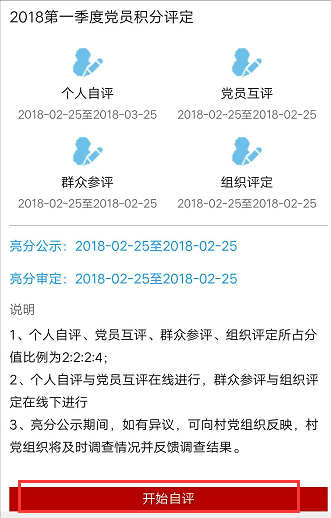 2018第一季度党员积分评定
个人自评
党员互评
2018-02-25至2018-03-25
2018-02-25至2018-02-25
群众参评
组织评定
2018-02-25至2018-02-25
2018-02-25至2018-02-25
亮分公示：2018-02-25至2018-02-25
亮分审定：2018-02-25至2018-02-25
说明
1、个人自评、党员互评、群众参评、组织评定所占分
值比例为2:2:2:4；
2、个人自评与党员互评在线进行，群众参评与组织评
定在线下进行
3、亮分公示期间，如有异议，可向村党组织反映，村
党组织将及时调查情况并反馈调查结果。
开始自评